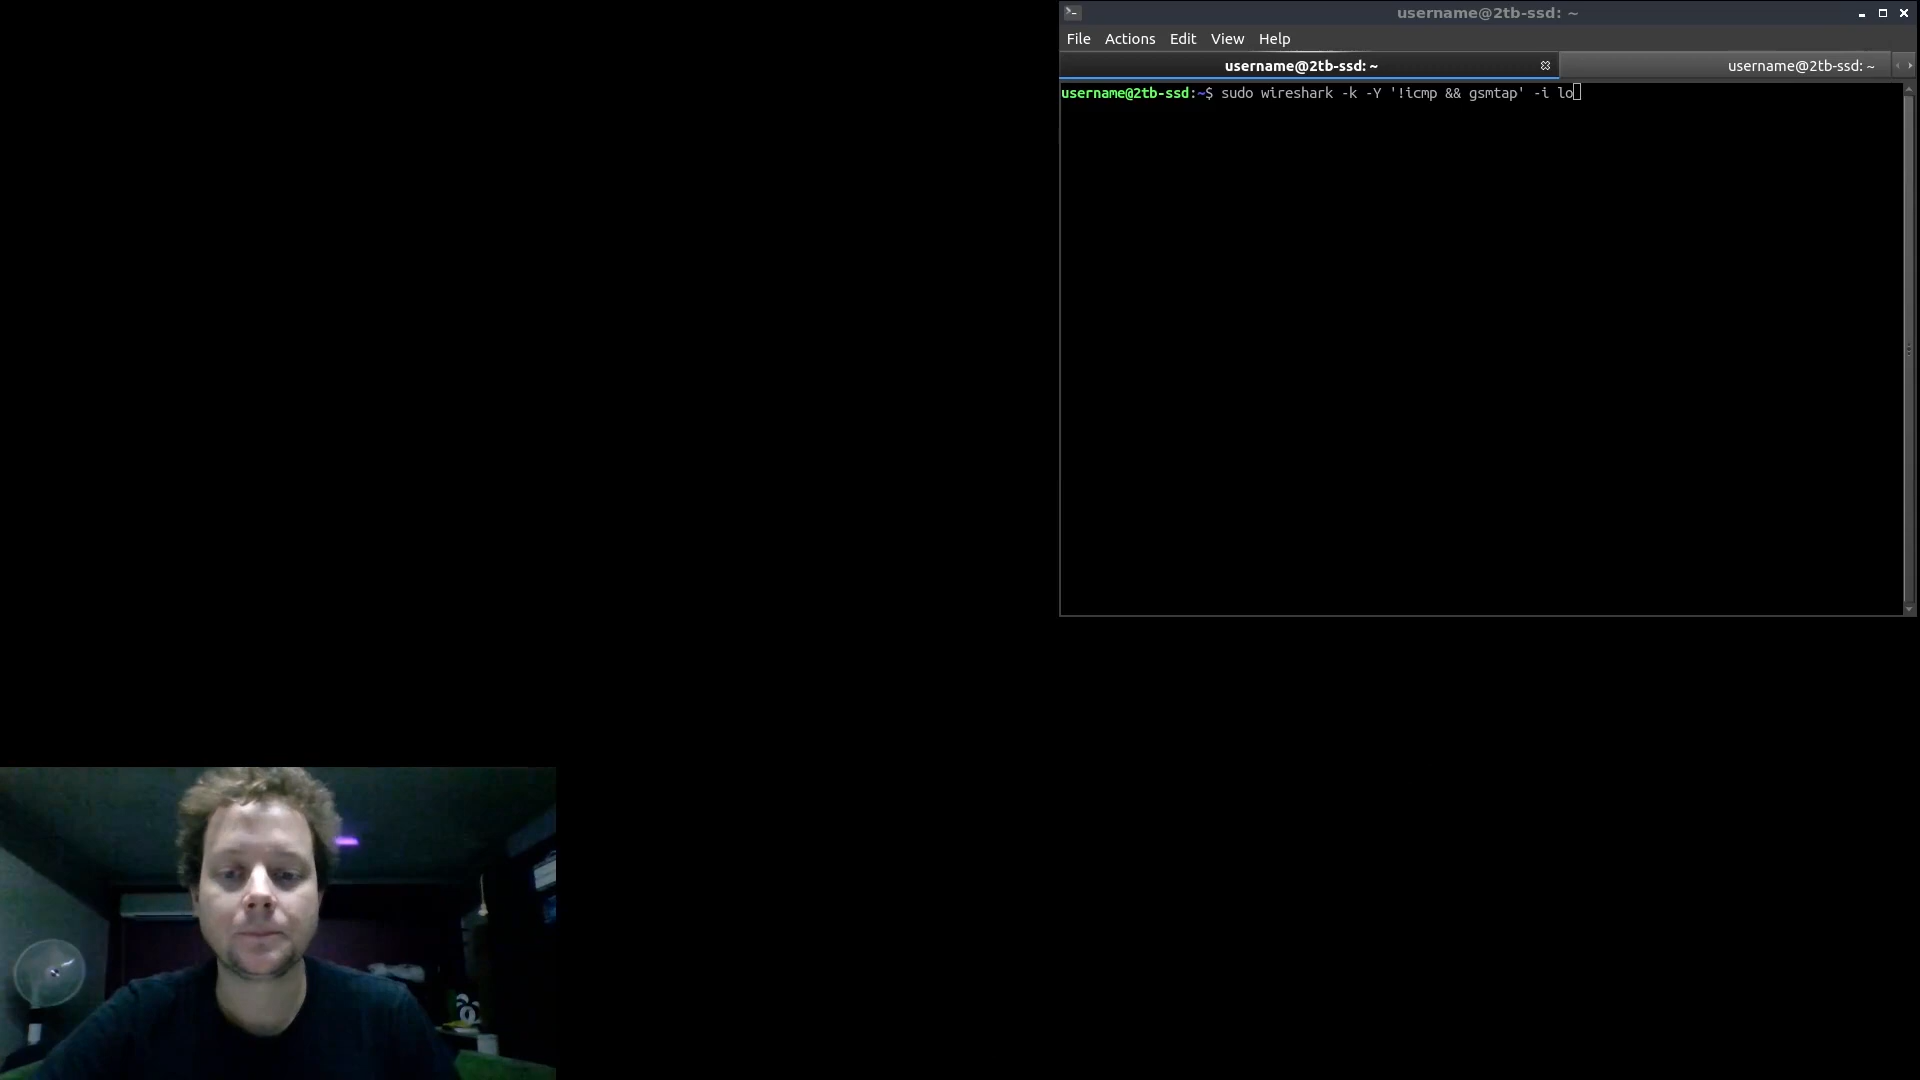 username@2tb-ssd: ~
File Actions Edit View Help
username@2tb-ssd: ~
username@2tb-ssd: ~
username@2tb-ssd:~$ sudo wireshark -k -Y '!icmp && gsmtap' -i lo